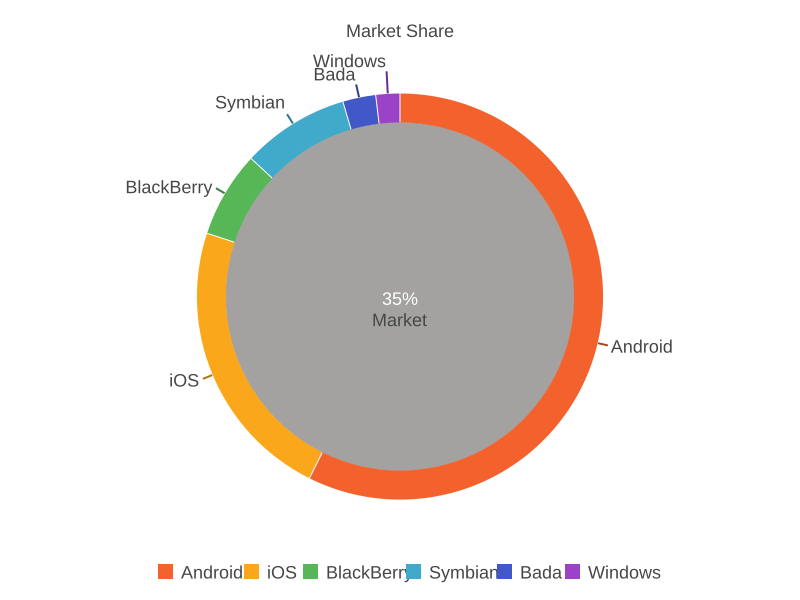 Market Share
Windows
Bada
Symbian
BlackBerry
35%
Market
Android
iOS
Android iOS BlackBerry Symbian Bada Windows